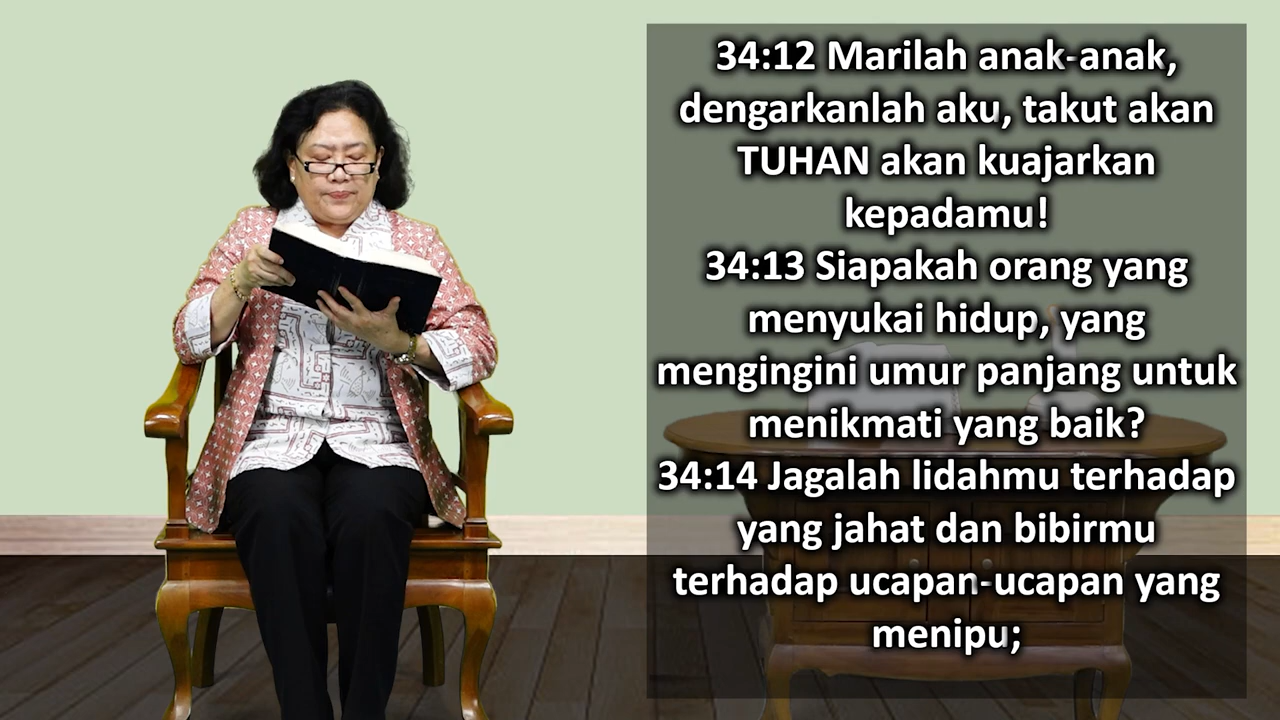 34:12 Marilah anak-anak,
dengarkanlah aku, takut akan
TUHAN akan kuajarkan
kepadamu!
34:13 Siapakah orang yang
menyukai hidup, yang
mengingini umur panjang untuk
menikmati yang baik?
34:14 Jagalah lidahmu terhadap
yang jahat dan bibirmu
terhadap ucapan-ucapan yang
menipu;